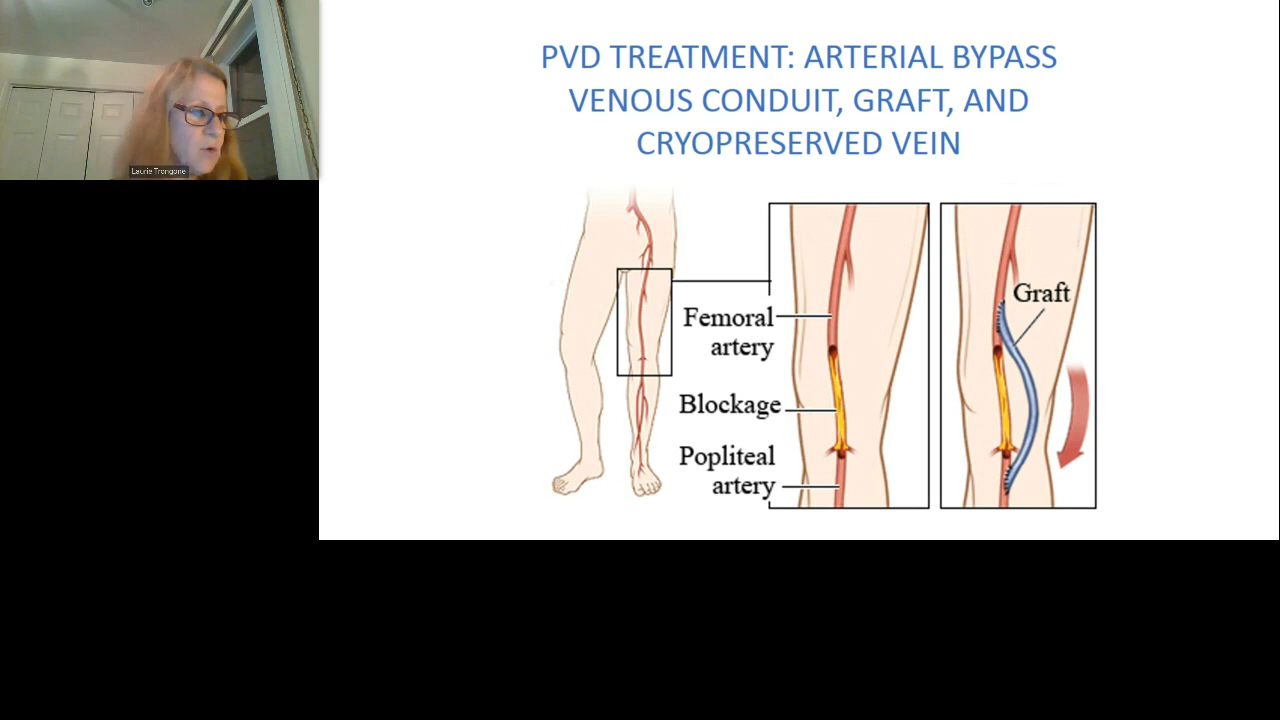 Laurie Trongone
PVD TREATMENT: ARTERIAL BYPASS
VENOUS CONDUIT, GRAFT, AND
CRYOPRESERVED VEIN
Femoral
artery
Blockage
Popliteal
artery
Graft